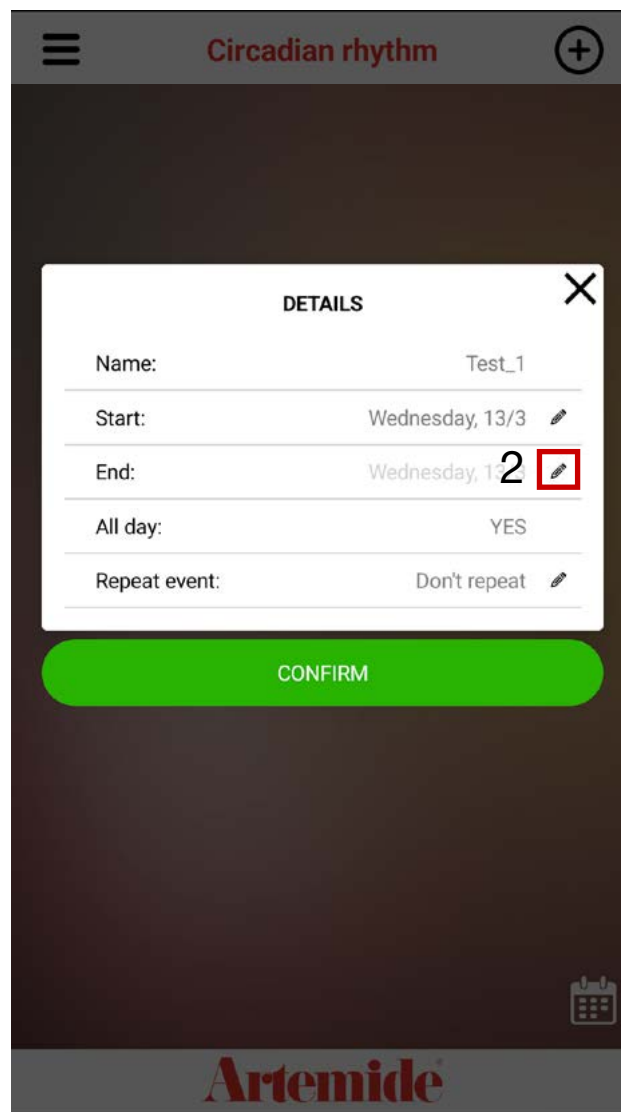 Circadian rhythm
DETAILS
Name: Test_1
Start: Wednesday, 13/3
End: Wednesday, 13/3
2
All day: YES
Repeat event: Don't repeat
CONFIRM
Artemide